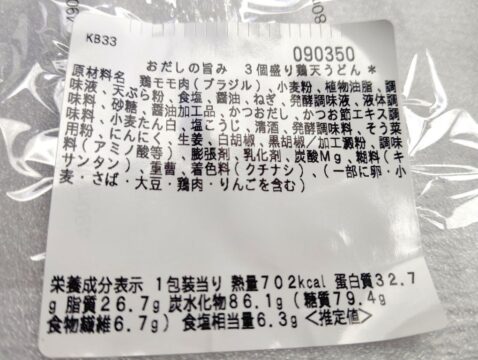 KB33
090350
おだしの旨み 3個盛り鶏天うどん *
原材料名 鶏モモ肉(ブラジル)、小麦粉、植物油脂、調
味液、天ぷら粉、食塩、醤油、ねぎ、発酵調味液、液体調
味料、砂糖、醤油加工品、かつおだし、かつお節エキス調
味料、小麦たん白、塩こうじ、清酒、発酵調味料、そう菜
用粉、にんにく、生姜、白胡椒、黒胡椒/加工澱粉、調味
料(アミノ酸等)、膨張剤、乳化剤、炭酸Mg、糊料(キ
サンタン)、重曹、着色料(クチナシ)、(一部に卵・小
麦・さば・大豆・鶏肉・りんごを含む)
栄養成分表示 1包装当り 熱量702kcal 蛋白質32.7
g 脂質26.7g 炭水化物86.1g(糖質79.4g
食物繊維6.7g) 食塩相当量6.3g <推定値>